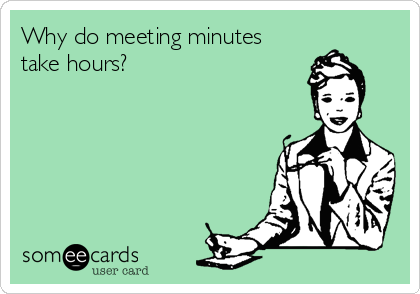 Why do meeting minutes
take hours?
someecards
user card